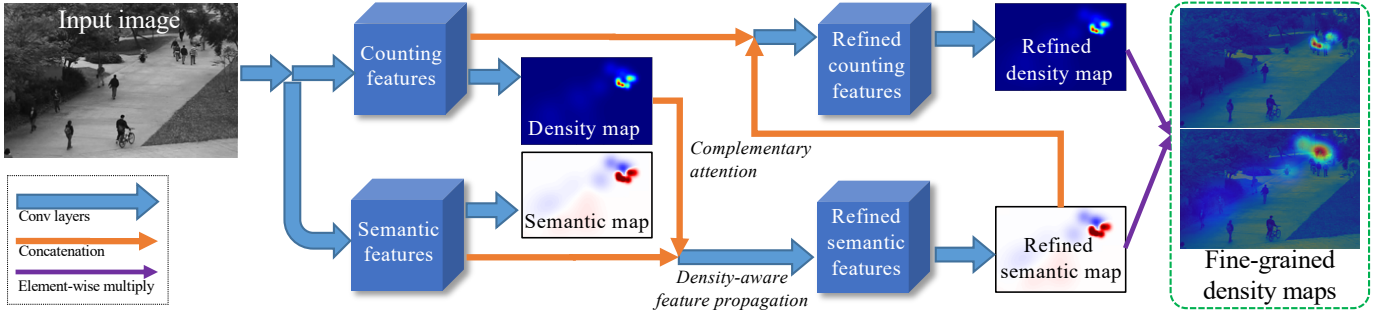 Input image
Conv layers
Concatenation
Element-wise multiply
Counting
features
Density map
Semantic map
Semantic
features
Complementary
attention
Density-aware
feature propagation
Refined
counting
features
Refined
density map
Refined
semantic
features
Refined
semantic map
Fine-grained
density maps